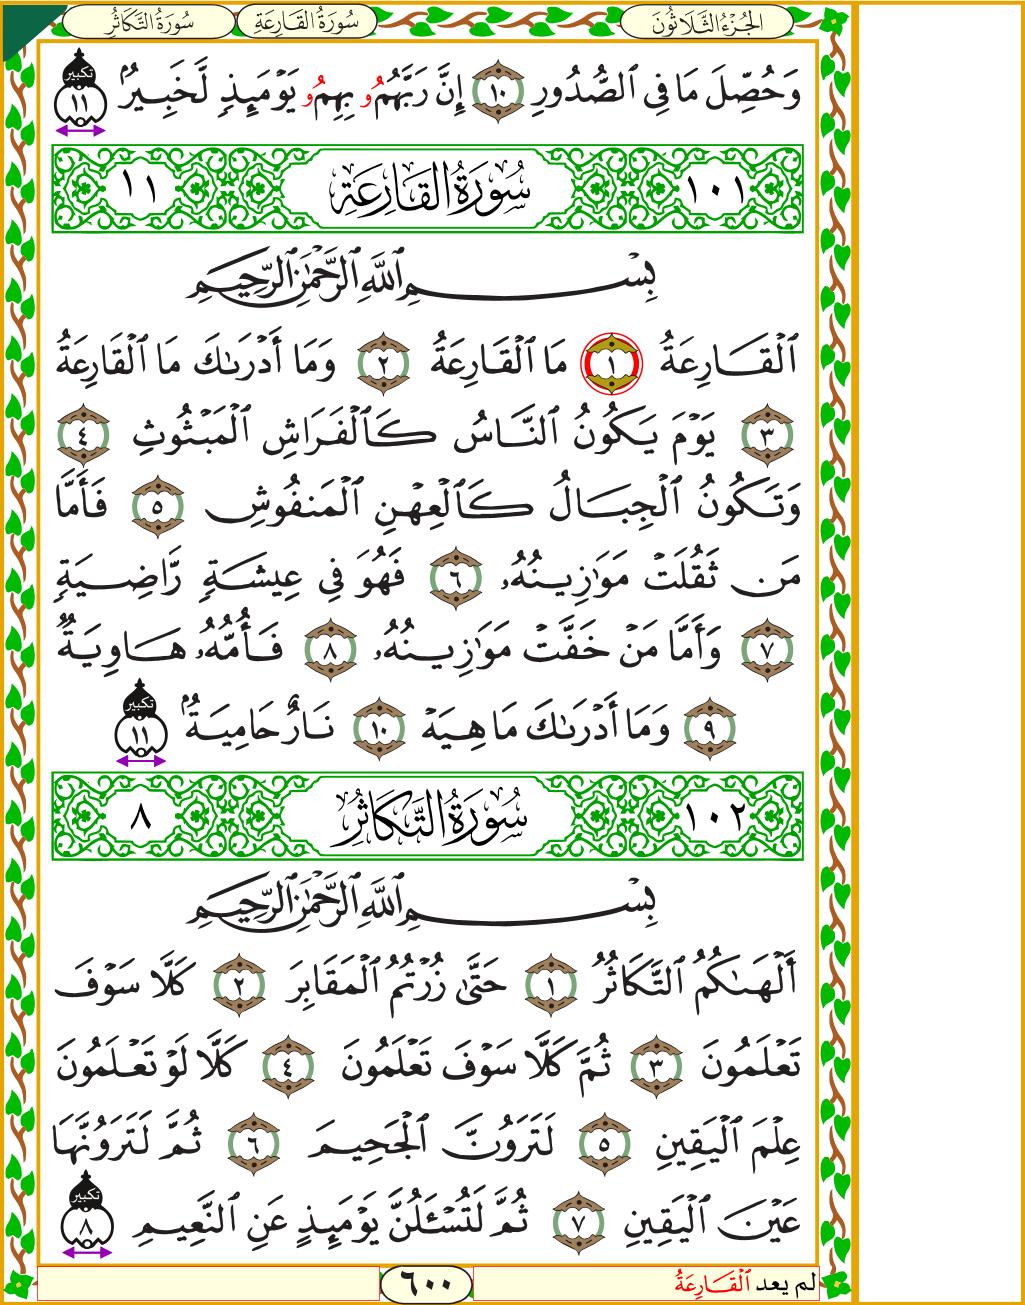 الجُزْءُ الثَّلَاثُونَ سُورَةُ القَارِعَةِ سُورَةُ التَّكَاثُرِ
وَحُصِّلَ مَا فِى ٱلصُّدُورِ ١٠ إِنَّ رَبَّهُمُۥ بِهِمُۥ يَوْمَئِذٍ لَّخَبِيرٌۢ تكبير ١١
١٠١ سُورَةُ القَارِعَةِ ١١
بِسْمِ ٱللَّهِ ٱلرَّحْمَٰنِ ٱلرَّحِيمِ
ٱلْقَارِعَةُ ١ مَا ٱلْقَارِعَةُ ٢ وَمَا أَدْرَىٰكَ مَا ٱلْقَارِعَةُ
٣ يَوْمَ يَكُونُ ٱلنَّاسُ كَٱلْفَرَاشِ ٱلْمَبْثُوثِ ٤
وَتَكُونُ ٱلْجِبَالُ كَٱلْعِهْنِ ٱلْمَنفُوشِ ٥ فَأَمَّا
مَن ثَقُلَتْ مَوَٰزِينُهُۥ ٦ فَهُوَ فِى عِيشَةٍ رَّاضِيَةٍ
٧ وَأَمَّا مَنْ خَفَّتْ مَوَٰزِينُهُۥ ٨ فَأُمُّهُۥ هَاوِيَةٌ
٩ وَمَا أَدْرَىٰكَ مَا هِيَهْ ١٠ نَارٌ حَامِيَةٌۢ تكبير ١١
١٠٢ سُورَةُ التَّكَاثُرِ ٨
بِسْمِ ٱللَّهِ ٱلرَّحْمَٰنِ ٱلرَّحِيمِ
أَلْهَىٰكُمُ ٱلتَّكَاثُرُ ١ حَتَّىٰ زُرْتُمُ ٱلْمَقَابِرَ ٢ كَلَّا سَوْفَ
تَعْلَمُونَ ٣ ثُمَّ كَلَّا سَوْفَ تَعْلَمُونَ ٤ كَلَّا لَوْ تَعْلَمُونَ
عِلْمَ ٱلْيَقِينِ ٥ لَتَرَوُنَّ ٱلْجَحِيمَ ٦ ثُمَّ لَتَرَوُنَّهَا
عَيْنَ ٱلْيَقِينِ ٧ ثُمَّ لَتُسْـَٔلُنَّ يَوْمَئِذٍ عَنِ ٱلنَّعِيمِ تكبير ٨
لم يعد ٱلْقَارِعَةُ ٦٠٠